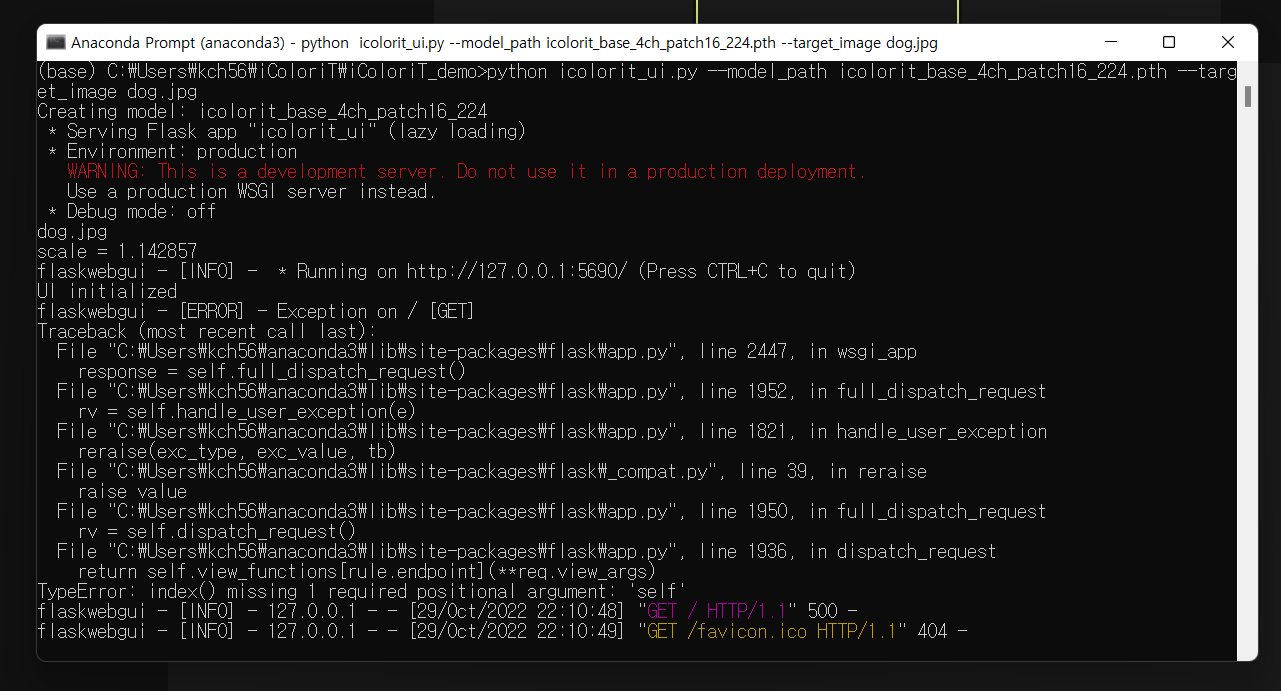 Anaconda Prompt (anaconda3) - python  icolorit_ui.py --model_path icolorit_base_4ch_patch16_224.pth --target_image dog.jpg
(base) C:₩Users₩kch56₩iColoriT₩iColoriT_demo>python icolorit_ui.py --model_path icolorit_base_4ch_patch16_224.pth --targ
et_image dog.jpg
Creating model: icolorit_base_4ch_patch16_224
 * Serving Flask app "icolorit_ui" (lazy loading)
 * Environment: production
   WARNING: This is a development server. Do not use it in a production deployment.
   Use a production WSGI server instead.
 * Debug mode: off
dog.jpg
scale = 1.142857
flaskwebgui - [INFO] -  * Running on http://127.0.0.1:5690/ (Press CTRL+C to quit)
UI initialized
flaskwebgui - [ERROR] - Exception on / [GET]
Traceback (most recent call last):
  File "C:₩Users₩kch56₩anaconda3₩lib₩site-packages₩flask₩app.py", line 2447, in wsgi_app
    response = self.full_dispatch_request()
  File "C:₩Users₩kch56₩anaconda3₩lib₩site-packages₩flask₩app.py", line 1952, in full_dispatch_request
    rv = self.handle_user_exception(e)
  File "C:₩Users₩kch56₩anaconda3₩lib₩site-packages₩flask₩app.py", line 1821, in handle_user_exception
    reraise(exc_type, exc_value, tb)
  File "C:₩Users₩kch56₩anaconda3₩lib₩site-packages₩flask₩_compat.py", line 39, in reraise
    raise value
  File "C:₩Users₩kch56₩anaconda3₩lib₩site-packages₩flask₩app.py", line 1950, in full_dispatch_request
    rv = self.dispatch_request()
  File "C:₩Users₩kch56₩anaconda3₩lib₩site-packages₩flask₩app.py", line 1936, in dispatch_request
    return self.view_functions[rule.endpoint](**req.view_args)
TypeError: index() missing 1 required positional argument: 'self'
flaskwebgui - [INFO] - 127.0.0.1 - - [29/Oct/2022 22:10:48] "GET / HTTP/1.1" 500 -
flaskwebgui - [INFO] - 127.0.0.1 - - [29/Oct/2022 22:10:49] "GET /favicon.ico HTTP/1.1" 404 -